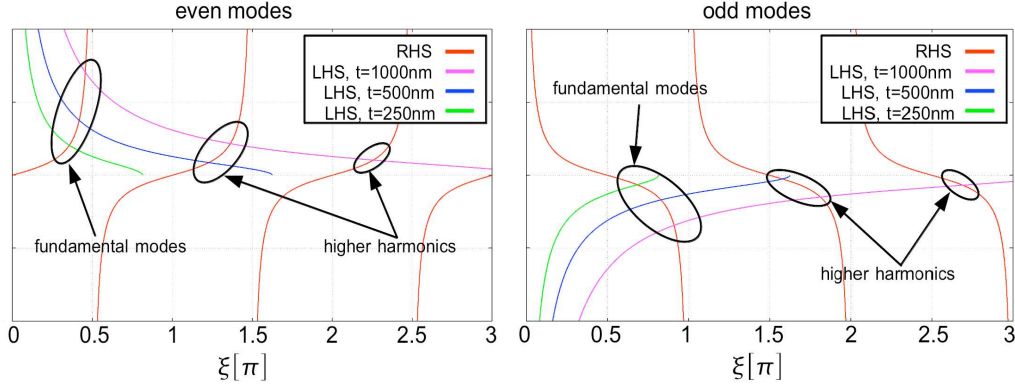 even modes
RHS
LHS, t=1000nm
LHS, t=500nm
LHS, t=250nm
fundamental modes
higher harmonics
0 0.5 1 1.5 2 2.5 3
ξ[π]
odd modes
RHS
LHS, t=1000nm
LHS, t=500nm
LHS, t=250nm
fundamental modes
higher harmonics
0 0.5 1 1.5 2 2.5 3
ξ[π]